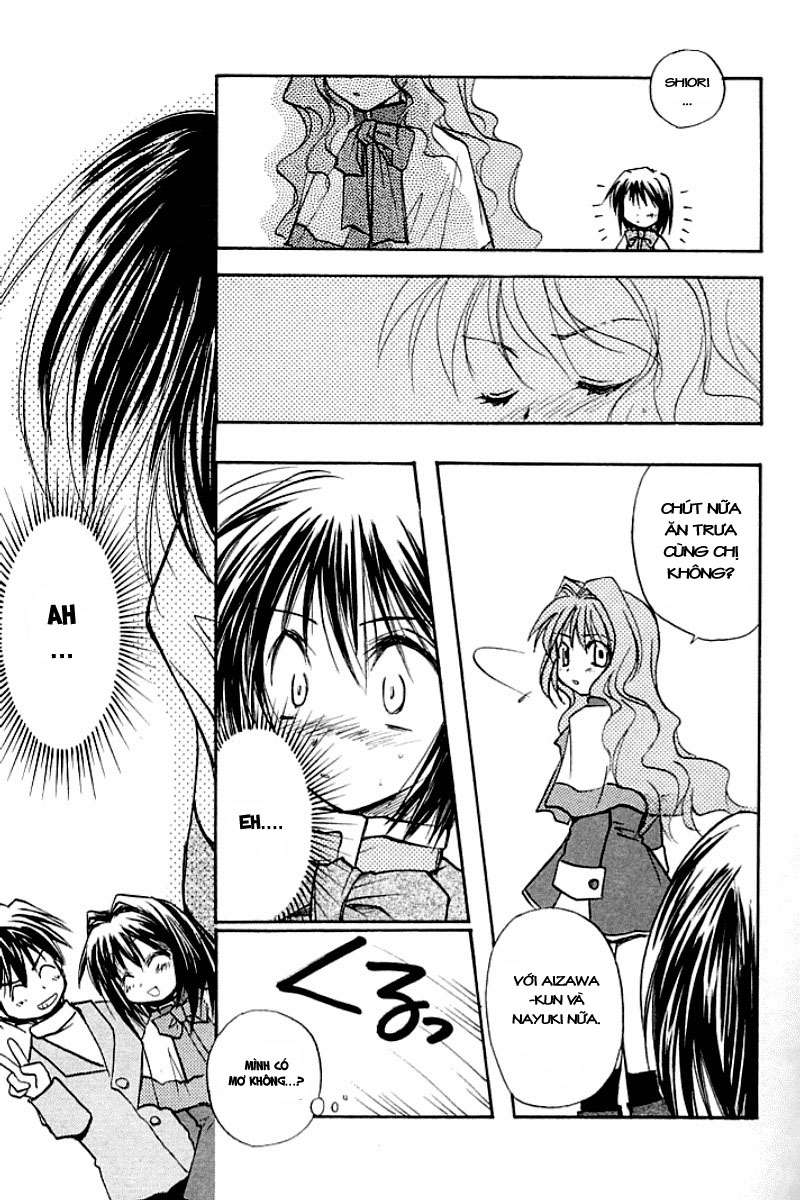 SHIORI
...
CHÚT NỮA
ĂN TRƯA
CÙNG CHỊ
KHÔNG?
VỚI AIZAWA
-KUN VÀ
NAYUKI NỮA.
EH....
くるっ
MÌNH CÓ
MƠ KHÔNG...?
AH
...